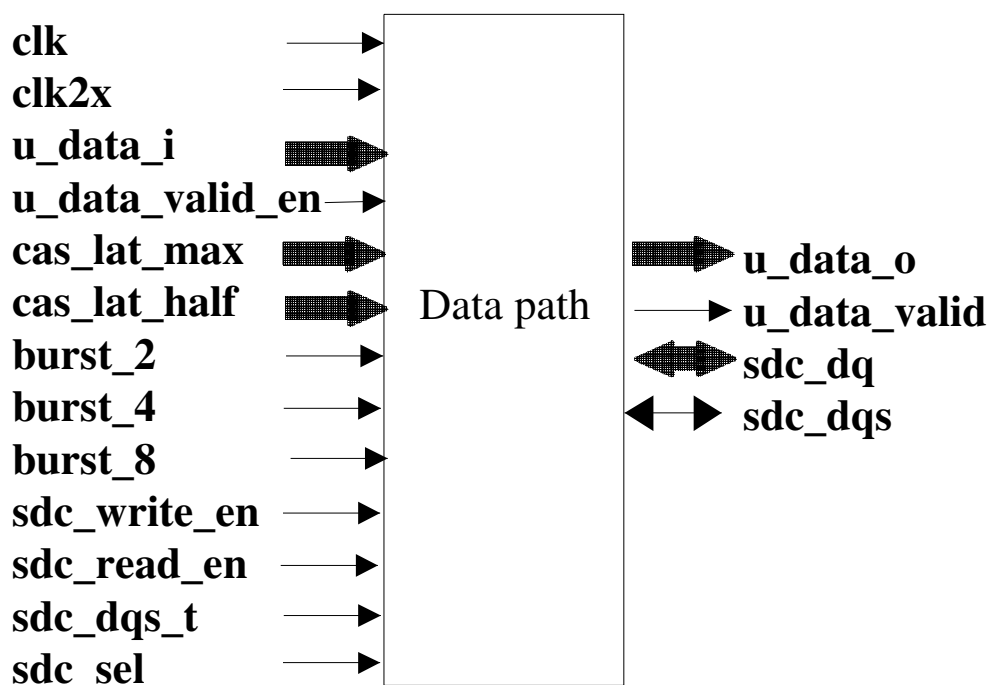 clk
clk2x
u_data_i
u_data_valid_en
cas_lat_max
cas_lat_half
burst_2
burst_4
burst_8
sdc_write_en
sdc_read_en
sdc_dqs_t
sdc_sel
Data path
u_data_o
u_data_valid
sdc_dq
sdc_dqs